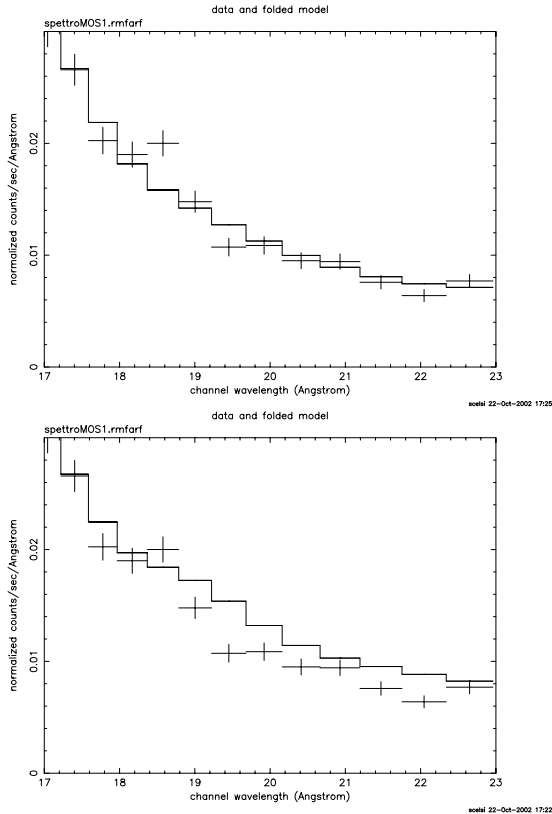 data and folded model
spettroMOS1.rmfarf
normalized counts/sec/Angstrom
0.02
0.01
0
17 18 19 20 21 22 23
channel wavelength (Angstrom)
scelsi 22-Oct-2002 17:25
data and folded model
spettroMOS1.rmfarf
normalized counts/sec/Angstrom
0.02
0.01
0
17 18 19 20 21 22 23
channel wavelength (Angstrom)
scelsi 22-Oct-2002 17:22